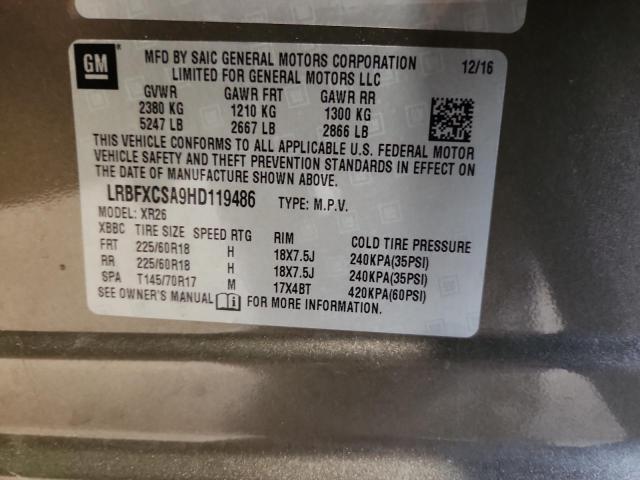 GM
MFD BY SAIC GENERAL MOTORS CORPORATION
LIMITED FOR GENERAL MOTORS LLC
12/16
GVWR GAWR FRT GAWR RR
2380 KG 1210 KG 1300 KG
5247 LB 2667 LB 2866 LB
THIS VEHICLE CONFORMS TO ALL APPLICABLE U.S. FEDERAL MOTOR
VEHICLE SAFETY AND THEFT PREVENTION STANDARDS IN EFFECT ON
THE DATE OF MANUFACTURE SHOWN ABOVE.
LRBFXCSA9HD119486 TYPE: M.P.V.
MODEL: XR26
XBBC TIRE SIZE SPEED RTG RIM COLD TIRE PRESSURE
FRT 225/60R18 H 18X7.5J 240KPA(35PSI)
RR 225/60R18 H 18X7.5J 240KPA(35PSI)
SPA T145/70R17 M 17X4BT 420KPA(60PSI)
SEE OWNER'S MANUAL FOR MORE INFORMATION.